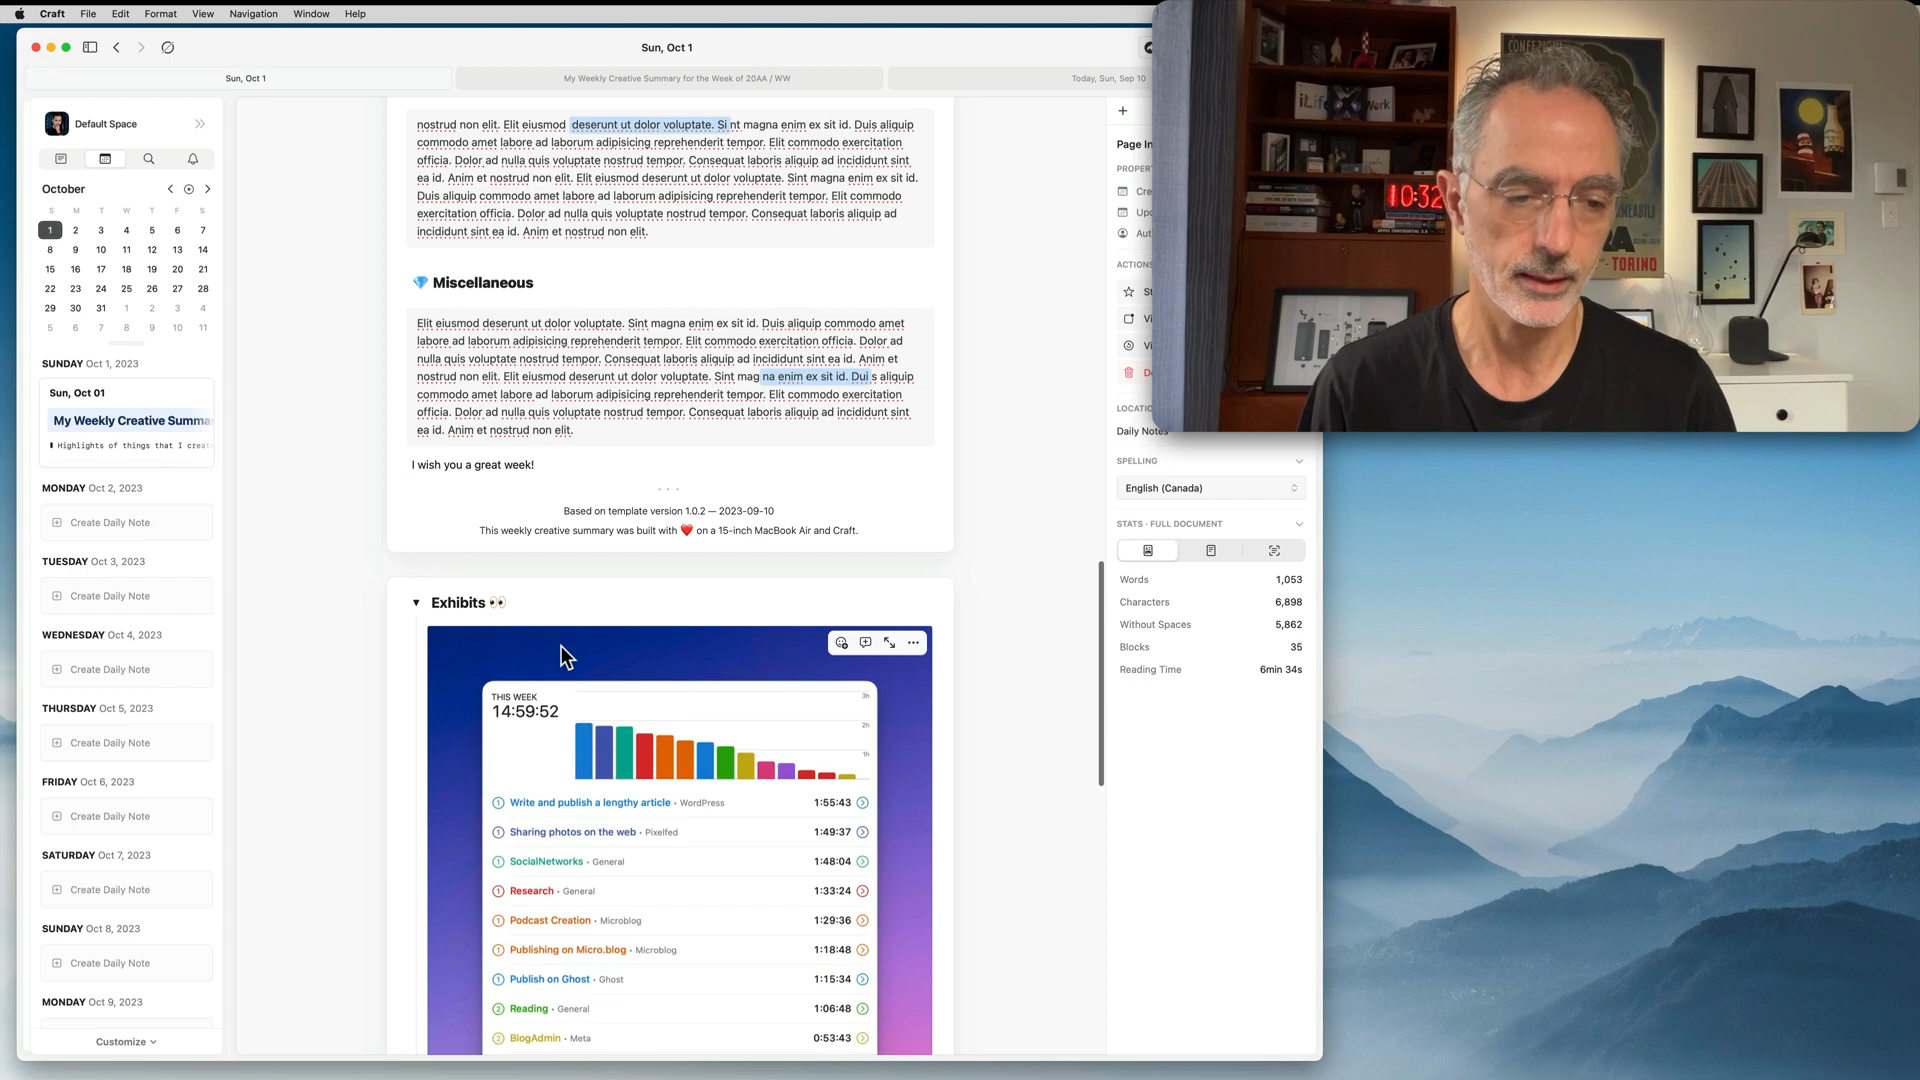 Craft File Edit Format View Navigation Window Help
Sun, Oct 1
Sun, Oct 1
My Weekly Creative Summary for the Week of 20AA / WW
Today, Sun, Sep 10
Default Space
October
S M T W T F S
1 2 3 4 5 6 7
8 9 10 11 12 13 14
15 16 17 18 19 20 21
22 23 24 25 26 27 28
29 30 31 1 2 3 4
5 6 7 8 9 10 11
SUNDAY Oct 1, 2023
Sun, Oct 01
My Weekly Creative Summa
Highlights of things that I creat
MONDAY Oct 2, 2023
Create Daily Note
TUESDAY Oct 3, 2023
Create Daily Note
WEDNESDAY Oct 4, 2023
Create Daily Note
THURSDAY Oct 5, 2023
Create Daily Note
FRIDAY Oct 6, 2023
Create Daily Note
SATURDAY Oct 7, 2023
Create Daily Note
SUNDAY Oct 8, 2023
Create Daily Note
MONDAY Oct 9, 2023
Customize
nostrud non elit. Elit eiusmod deserunt ut dolor voluptate. Sint magna enim ex sit id. Duis aliquip
commodo amet labore ad laborum adipisicing reprehenderit tempor. Elit commodo exercitation
officia. Dolor ad nulla quis voluptate nostrud tempor. Consequat laboris aliquip ad incididunt sint
ea id. Anim et nostrud non elit. Elit eiusmod deserunt ut dolor voluptate. Sint magna enim ex sit id.
Duis aliquip commodo amet labore ad laborum adipisicing reprehenderit tempor. Elit commodo
exercitation officia. Dolor ad nulla quis voluptate nostrud tempor. Consequat laboris aliquip ad
incididunt sint ea id. Anim et nostrud non elit.
💎 Miscellaneous
Elit eiusmod deserunt ut dolor voluptate. Sint magna enim ex sit id. Duis aliquip commodo amet
labore ad laborum adipisicing reprehenderit tempor. Elit commodo exercitation officia. Dolor ad
nulla quis voluptate nostrud tempor. Consequat laboris aliquip ad incididunt sint ea id. Anim et
nostrud non elit. Elit eiusmod deserunt ut dolor voluptate. Sint magna enim ex sit id. Duis aliquip
commodo amet labore ad laborum adipisicing reprehenderit tempor. Elit commodo exercitation
officia. Dolor ad nulla quis voluptate nostrud tempor. Consequat laboris aliquip ad incididunt sint
ea id. Anim et nostrud non elit.
I wish you a great week!
Based on template version 1.0.2 — 2023-09-10
This weekly creative summary was built with ❤️ on a 15-inch MacBook Air and Craft.
Exhibits 👀
THIS WEEK
14:59:52
3h
2h
1h
1 Write and publish a lengthy article • WordPress 1:55:43
1 Sharing photos on the web • Pixelfed 1:49:37
1 SocialNetworks • General 1:48:04
1 Research • General 1:33:24
1 Podcast Creation • Microblog 1:29:36
1 Publishing on Micro.blog • Microblog 1:18:48
1 Publish on Ghost • Ghost 1:15:34
2 Reading • General 1:06:48
2 BlogAdmin • Meta 0:53:43
Page In
PROPER
Cre
Upd
Aut
ACTIONS
St
Vi
Vi
De
LOCATIO
Daily Notes
SPELLING
English (Canada)
STATS · FULL DOCUMENT
Words 1,053
Characters 6,898
Without Spaces 5,862
Blocks 35
Reading Time 6min 34s
10:32
TORINO